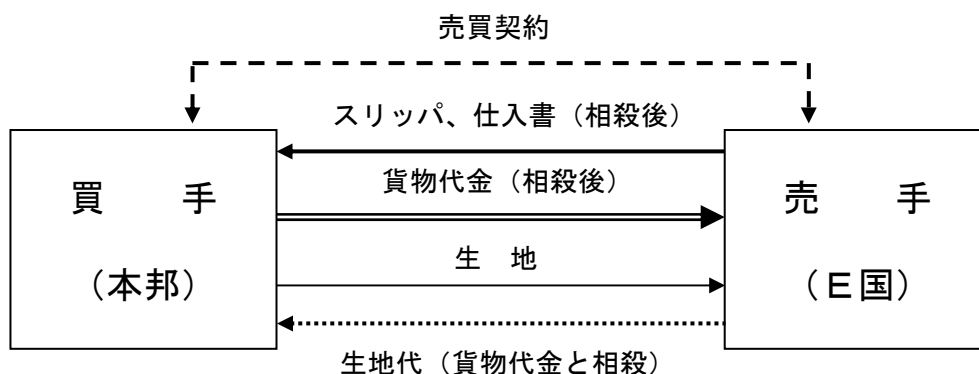 売買契約
スリッパ、仕入書（相殺後）
買　　手
（本邦）
貨物代金（相殺後）
生　地
生地代（貨物代金と相殺）
売　　手
（Ｅ国）